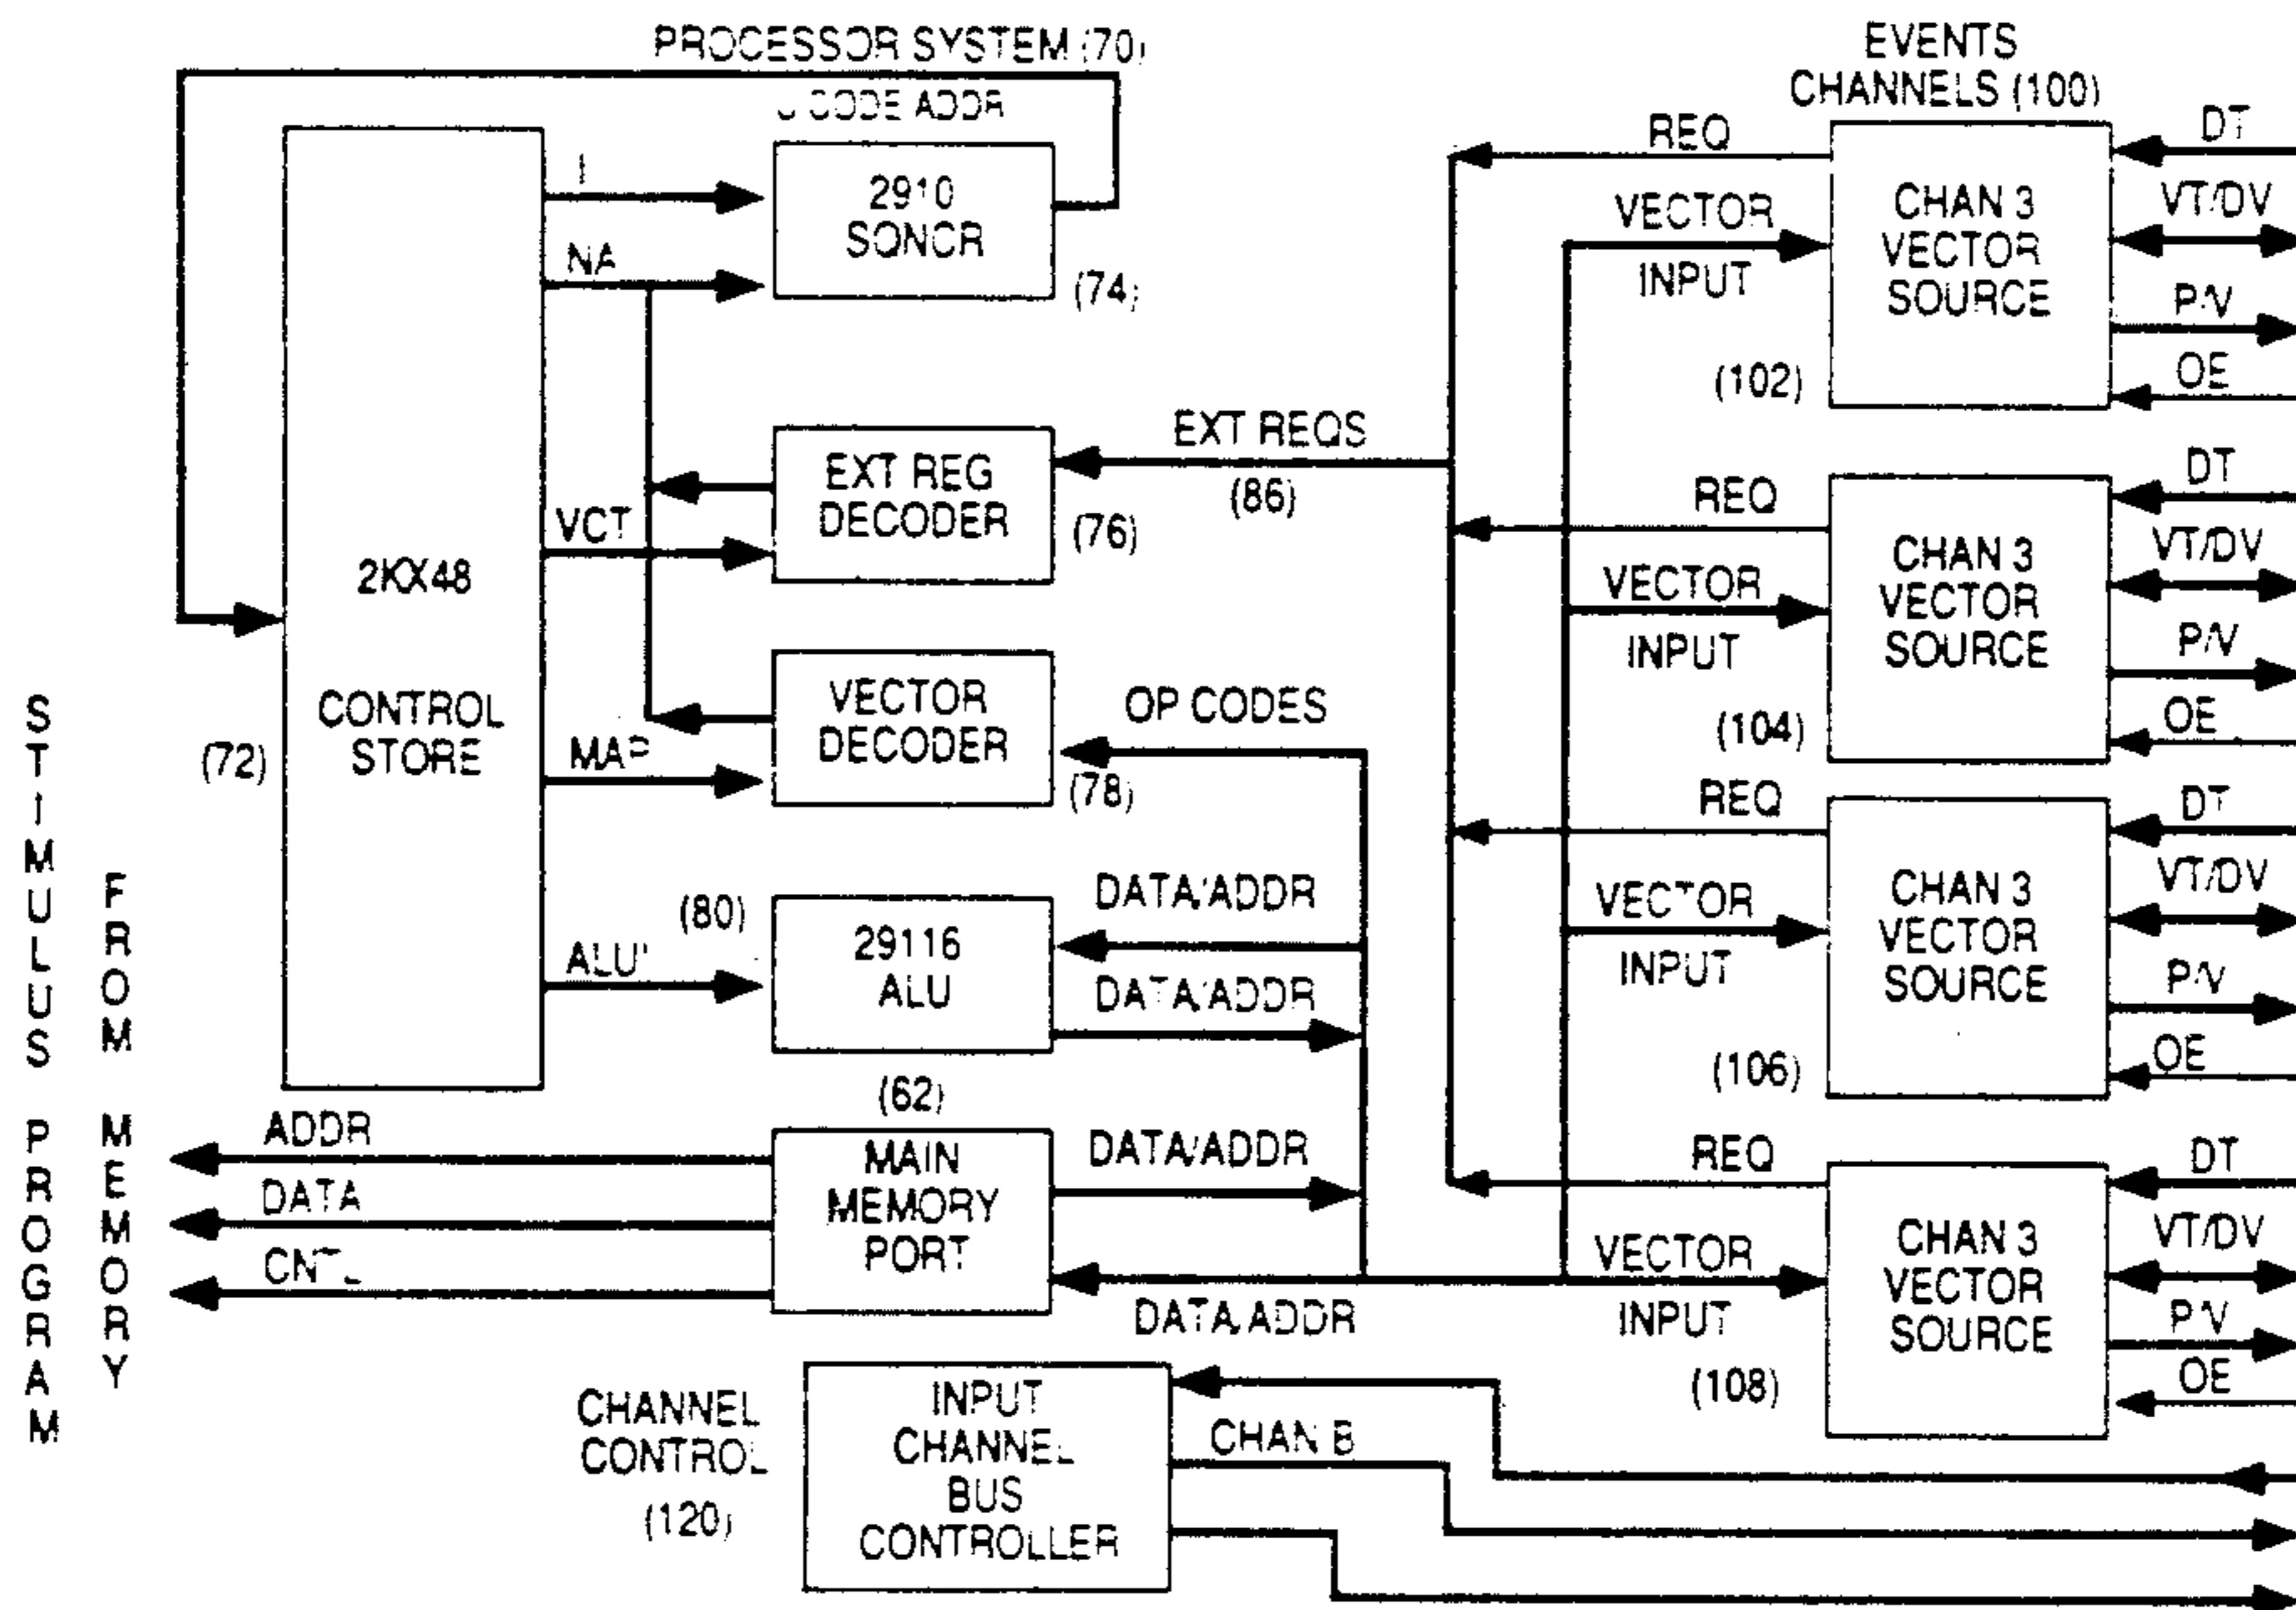 PROCESSOR SYSTEM (70)
CODE ADDR
EVENTS
CHANNELS (100)
2KX48
CONTROL
STORE
(72)
I
NA
VCT
MAP
ALU
2910
SQNCR
(74)
EXT REG
DECODER
(76)
EXT REQS
(86)
VECTOR
DECODER
(78)
OP CODES
(80)
29116
ALU
DATA/ADDR
DATA/ADDR
(62)
MAIN
MEMORY
PORT
ADDR
DATA
CNTL
DATA/ADDR
DATA/ADDR
STIMULUS PROGRAM
FROM MEMORY
REQ
VECTOR
INPUT
CHAN 3
VECTOR
SOURCE
(102)
DT
VT/DV
P/V
OE
REQ
VECTOR
INPUT
CHAN 3
VECTOR
SOURCE
(104)
DT
VT/DV
P/V
OE
REQ
VECTOR
INPUT
CHAN 3
VECTOR
SOURCE
(106)
DT
VT/DV
P/V
OE
REQ
VECTOR
INPUT
CHAN 3
VECTOR
SOURCE
(108)
DT
VT/DV
P/V
OE
CHANNEL
CONTROL
(120)
INPUT
CHANNEL
BUS
CONTROLLER
CHAN B